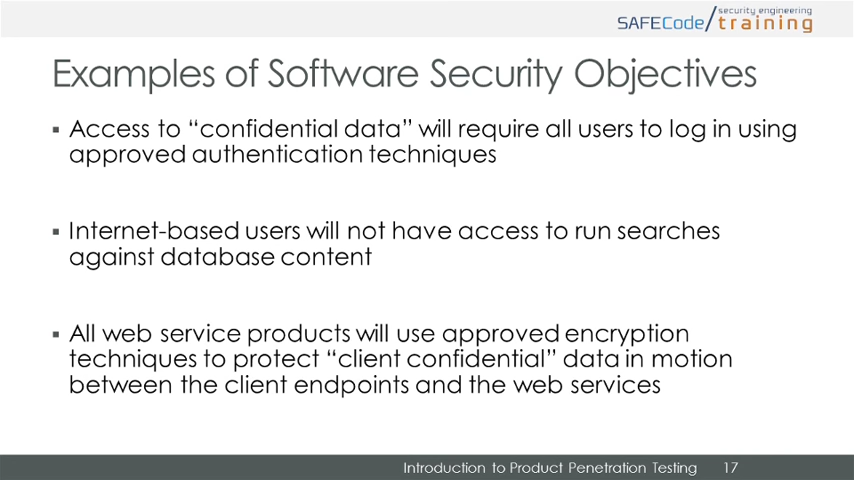 security engineering
SAFECode/training
Examples of Software Security Objectives
▪ Access to “confidential data” will require all users to log in using
approved authentication techniques
▪ Internet-based users will not have access to run searches
against database content
▪ All web service products will use approved encryption
techniques to protect “client confidential” data in motion
between the client endpoints and the web services
Introduction to Product Penetration Testing 17